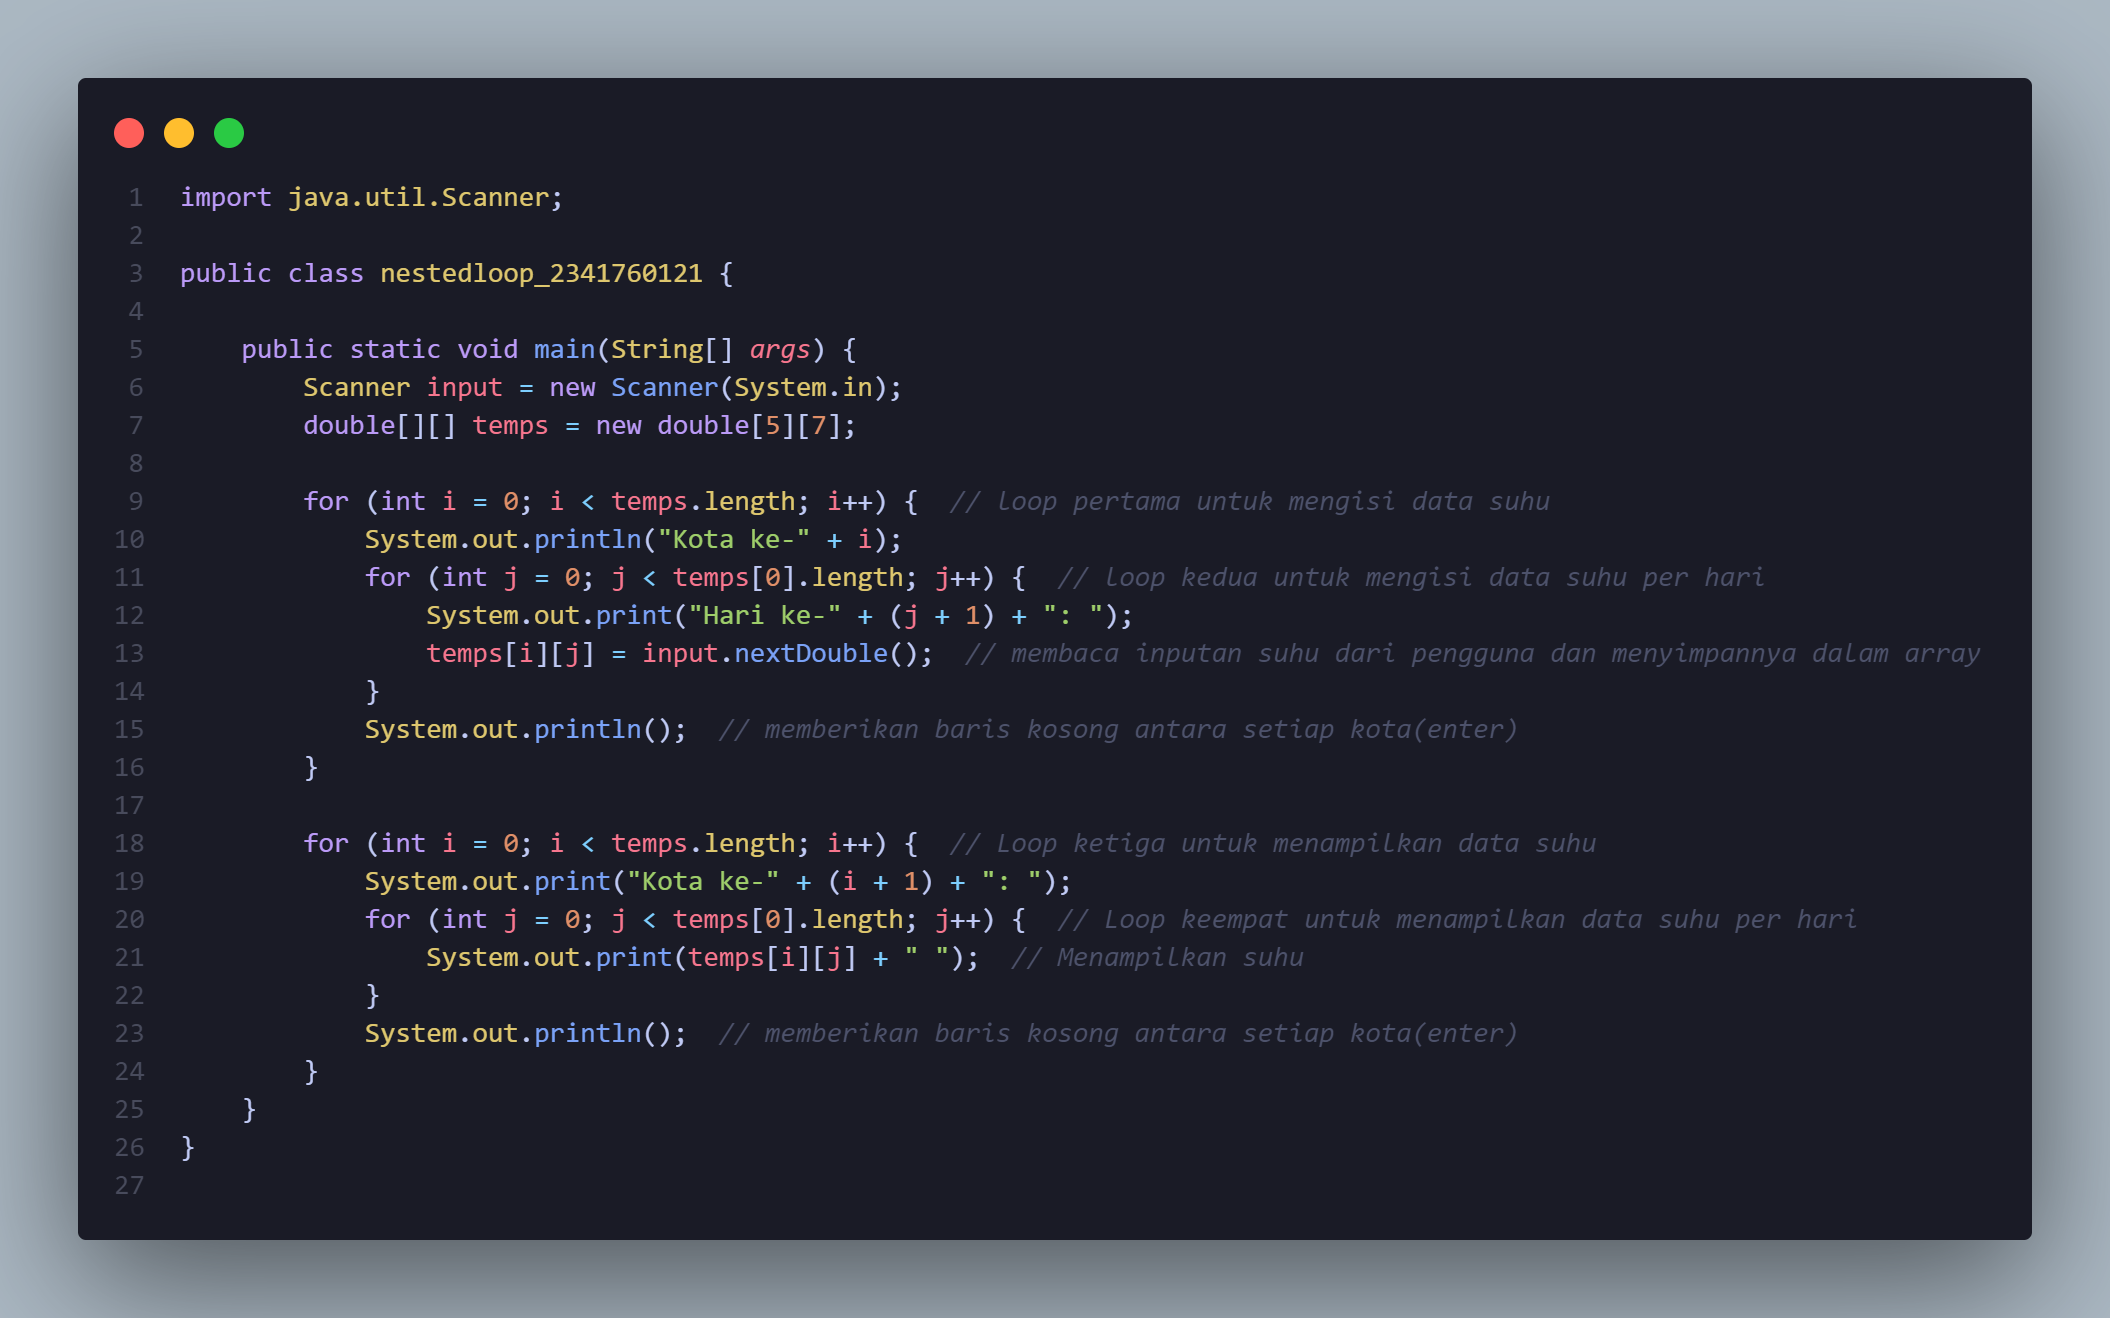 1 import java.util.Scanner;
2
3 public class nestedloop_2341760121 {
4
5     public static void main(String[] args) {
6         Scanner input = new Scanner(System.in);
7         double[][] temps = new double[5][7];
8
9         for (int i = 0; i < temps.length; i++) {  // loop pertama untuk mengisi data suhu
10             System.out.println("Kota ke-" + i);
11             for (int j = 0; j < temps[0].length; j++) {  // loop kedua untuk mengisi data suhu per hari
12                 System.out.print("Hari ke-" + (j + 1) + ": ");
13                 temps[i][j] = input.nextDouble();  // membaca inputan suhu dari pengguna dan menyimpannya dalam array
14             }
15             System.out.println();  // memberikan baris kosong antara setiap kota(enter)
16         }
17
18         for (int i = 0; i < temps.length; i++) {  // Loop ketiga untuk menampilkan data suhu
19             System.out.print("Kota ke-" + (i + 1) + ": ");
20             for (int j = 0; j < temps[0].length; j++) {  // Loop keempat untuk menampilkan data suhu per hari
21                 System.out.print(temps[i][j] + " ");  // Menampilkan suhu
22             }
23             System.out.println();  // memberikan baris kosong antara setiap kota(enter)
24         }
25     }
26 }
27